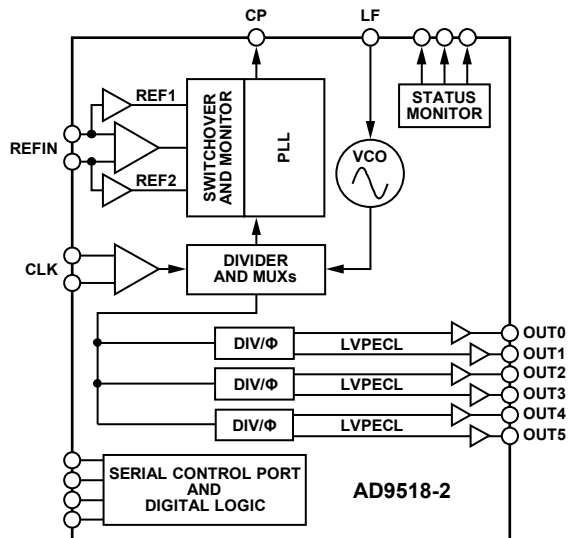 CP
LF
REF1
STATUS
MONITOR
SWITCHOVER
AND MONITOR
PLL
REFIN
VCO
REF2
DIVIDER
AND MUXs
CLK
DIV/Φ
LVPECL
OUT0
OUT1
DIV/Φ
LVPECL
OUT2
OUT3
DIV/Φ
LVPECL
OUT4
OUT5
SERIAL CONTROL PORT
AND
DIGITAL LOGIC
AD9518-2